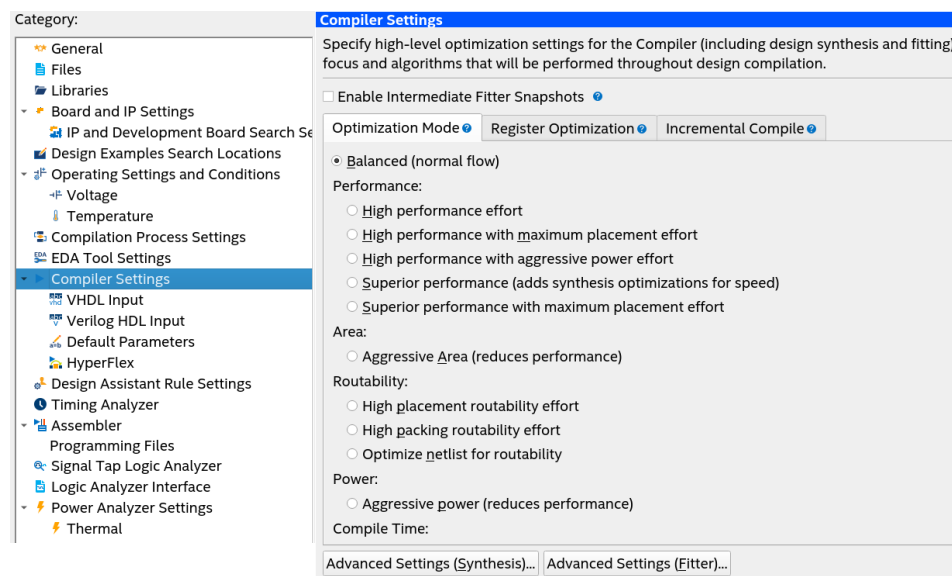 Category:
General
Files
Libraries
Board and IP Settings
IP and Development Board Search Se
Design Examples Search Locations
Operating Settings and Conditions
Voltage
Temperature
Compilation Process Settings
EDA Tool Settings
Compiler Settings
VHDL Input
Verilog HDL Input
Default Parameters
HyperFlex
Design Assistant Rule Settings
Timing Analyzer
Assembler
Programming Files
Signal Tap Logic Analyzer
Logic Analyzer Interface
Power Analyzer Settings
Thermal
Compiler Settings
Specify high-level optimization settings for the Compiler (including design synthesis and fitting)
focus and algorithms that will be performed throughout design compilation.
Enable Intermediate Fitter Snapshots
Optimization Mode Register Optimization Incremental Compile
Balanced (normal flow)
Performance:
High performance effort
High performance with maximum placement effort
High performance with aggressive power effort
Superior performance (adds synthesis optimizations for speed)
Superior performance with maximum placement effort
Area:
Aggressive Area (reduces performance)
Routability:
High placement routability effort
High packing routability effort
Optimize netlist for routability
Power:
Aggressive power (reduces performance)
Compile Time:
Advanced Settings (Synthesis)... Advanced Settings (Fitter)...